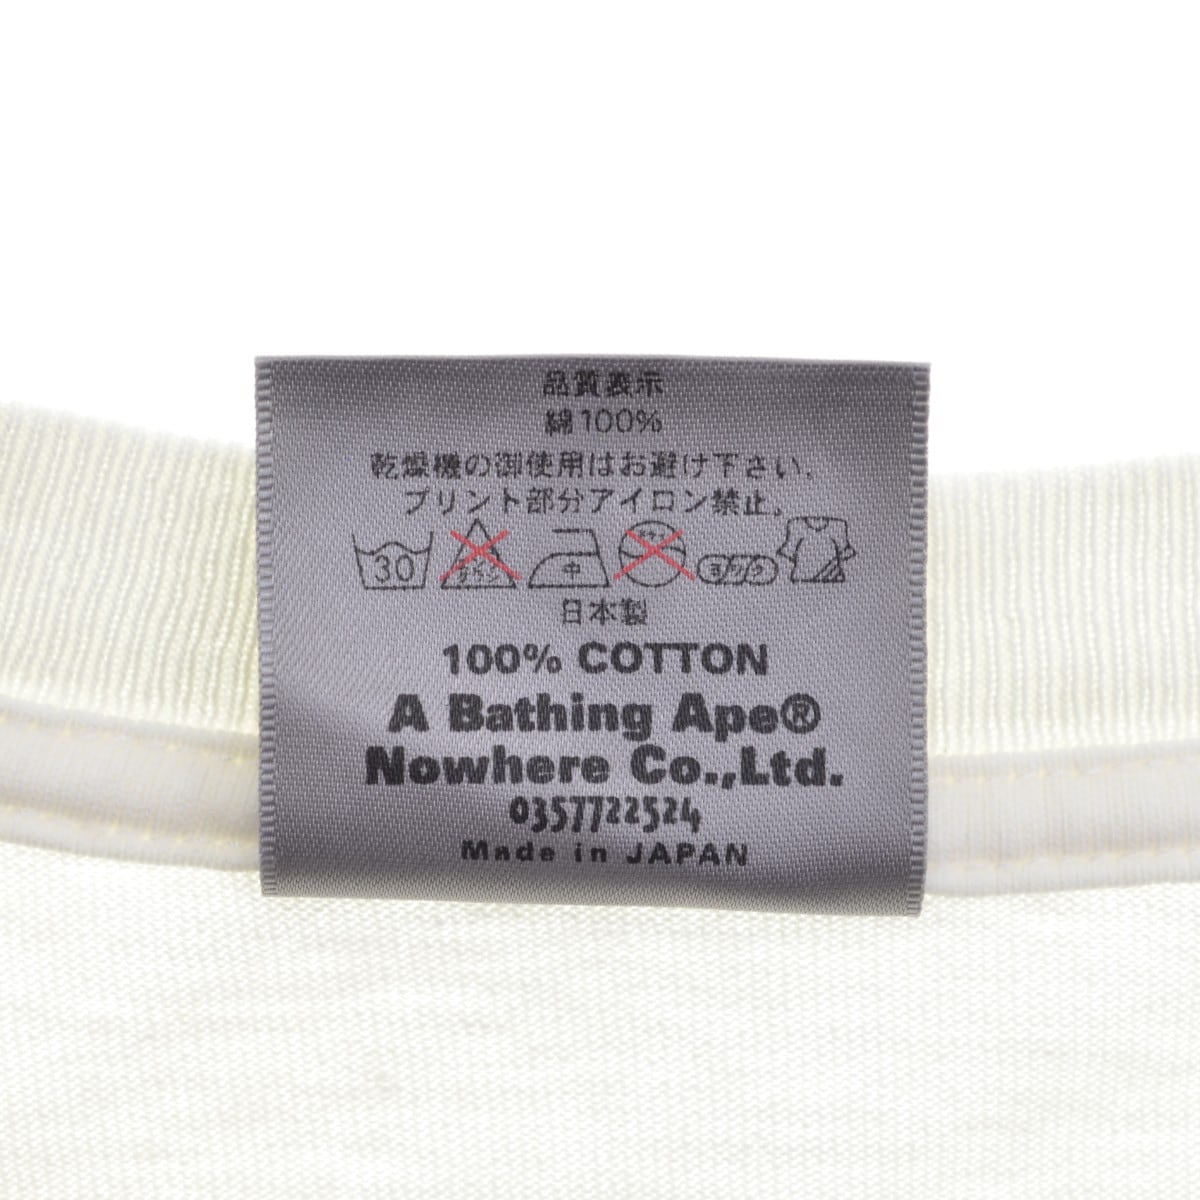 品質表示
綿100%
乾燥機の御使用はお避け下さい。
プリント部分アイロン禁止。
30 中
日本製
100% COTTON
A Bathing Ape®
Nowhere Co.,Ltd.
0357722524
Made in JAPAN